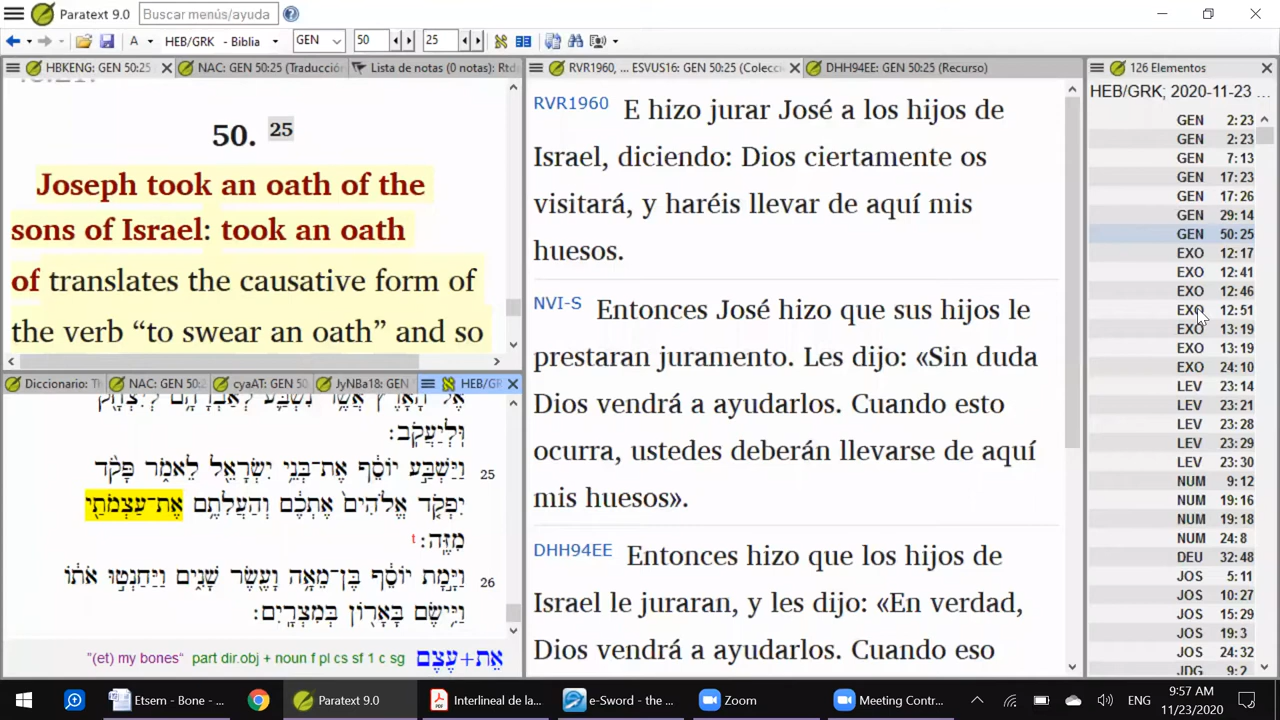 Paratext 9.0
Buscar menús/ayuda
HEB/GRK - Biblia
GEN
50
25
HBKENG: GEN 50:25
NAC: GEN 50:25 (Traducció
Lista de notas (0 notas): Rtd
50. 25
Joseph took an oath of the
sons of Israel: took an oath
of translates the causative form of
the verb “to swear an oath” and so
Diccionario: T
NAC: GEN 50:
cyaAT: GEN 50
JyNBa18: GEN
HEB/GR
אֶל הָאָרֶץ אֲשֶׁר נִשְׁבַּע לְאַבְרָהָם לְיִצְחָק
וּֽלְיַעֲקֹֽב׃
25 וַיַּשְׁבַּ֣ע יוֹסֵ֔ף אֶת־בְּנֵ֥י יִשְׂרָאֵ֖ל לֵאמֹ֑ר פָּקֹ֨ד
יִפְקֹ֤ד אֱלֹהִים֙ אֶתְכֶ֔ם וְהַעֲלִתֶ֥ם אֶת־עַצְמֹתַ֖י
מִזֶּֽה׃ t
26 וַיָּ֣מָת יוֹסֵ֔ף בֶּן־מֵאָ֥ה וָעֶ֖שֶׂר שָׁנִ֑ים וַיַּחַנְט֣וּ אֹת֔וֹ
וַיִּ֥ישֶׂם בָּאָר֖וֹן בְּמִצְרָֽיִם׃
"(et) my bones" part dir.obj + noun f pl cs sf 1 c sg אֵת+עֶצֶם
RVR1960, ... ESVUS16: GEN 50:25 (Colecc
DHH94EE: GEN 50:25 (Recurso)
RVR1960 E hizo jurar José a los hijos de
Israel, diciendo: Dios ciertamente os
visitará, y haréis llevar de aquí mis
huesos.
NVI-S Entonces José hizo que sus hijos le
prestaran juramento. Les dijo: «Sin duda
Dios vendrá a ayudarlos. Cuando esto
ocurra, ustedes deberán llevarse de aquí
mis huesos».
DHH94EE Entonces hizo que los hijos de
Israel le juraran, y les dijo: «En verdad,
Dios vendrá a ayudarlos. Cuando eso
126 Elementos
HEB/GRK; 2020-11-23 ...
GEN 2:23
GEN 2:23
GEN 7:13
GEN 17:23
GEN 17:26
GEN 29:14
GEN 50:25
EXO 12:17
EXO 12:41
EXO 12:46
EXO 12:51
EXO 13:19
EXO 13:19
EXO 24:10
LEV 23:14
LEV 23:21
LEV 23:28
LEV 23:29
LEV 23:30
NUM 9:12
NUM 19:16
NUM 19:18
NUM 24:8
DEU 32:48
JOS 5:11
JOS 10:27
JOS 15:29
JOS 19:3
JOS 24:32
JDG 9:2
Etsem - Bone - ...
Paratext 9.0
Interlineal de la...
e-Sword - the ...
Zoom
Meeting Contr...
ENG
9:57 AM
11/23/2020